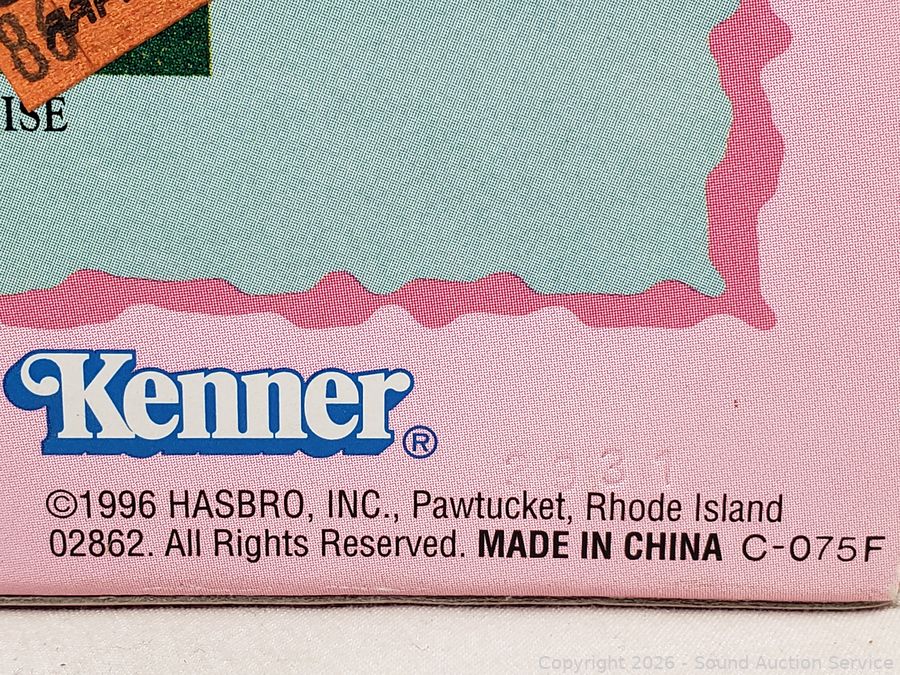 86
ISE
Kenner®
©1996 HASBRO, INC., Pawtucket, Rhode Island
02862. All Rights Reserved. MADE IN CHINA C-075F
Copyright 2026 - Sound Auction Service